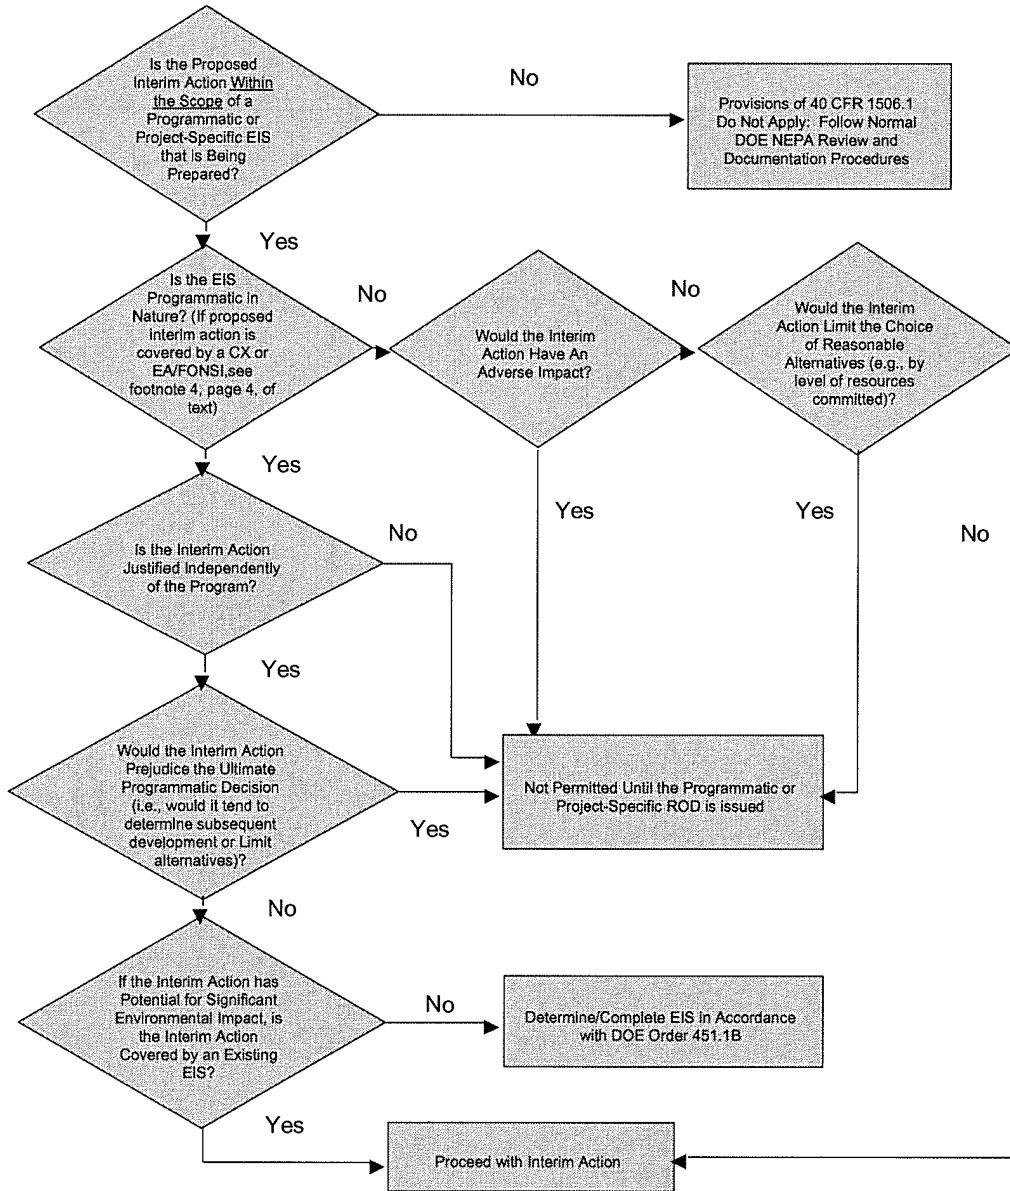 Is the Proposed
Interim Action Within
the Scope of a
Programmatic or
Project-Specific EIS
that is Being
Prepared?
No
Provisions of 40 CFR 1506.1
Do Not Apply: Follow Normal
DOE NEPA Review and
Documentation Procedures
Yes
Is the EIS
Programmatic in
Nature? (If proposed
interim action is
covered by a CX or
EA/FONSI,see
footnote 4, page 4, of
text)
No
Would the Interim
Action Have An
Adverse Impact?
No
Would the Interim
Action Limit the Choice
of Reasonable
Alternatives (e.g., by
level of resources
committed)?
Yes
Yes
Yes
No
Is the Interim Action
Justified Independently
of the Program?
No
Yes
Would the Interim Action
Prejudice the Ultimate
Programmatic Decision
(i.e., would it tend to
determine subsequent
development or Limit
alternatives)?
Yes
Not Permitted Until the Programmatic or
Project-Specific ROD is issued
No
If the Interim Action has
Potential for Significant
Environmental Impact, is
the Interim Action
Covered by an Existing
EIS?
No
Determine/Complete EIS in Accordance
with DOE Order 451.1B
Yes
Proceed with Interim Action